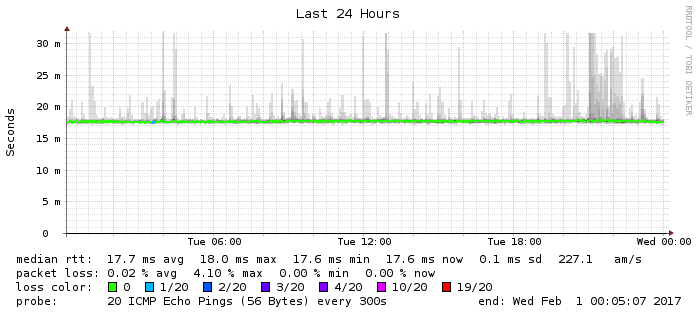 Last 24 Hours
RRDTOOL / TOBI OETIKER
Seconds
30 m
25 m
20 m
15 m
10 m
5 m
0
Tue 06:00 Tue 12:00 Tue 18:00 Wed 00:00
median rtt: 17.7 ms avg 18.0 ms max 17.6 ms min 17.6 ms now 0.1 ms sd 227.1 am/s
packet loss: 0.02 % avg 4.10 % max 0.00 % min 0.00 % now
loss color: 0 1/20 2/20 3/20 4/20 10/20 19/20
probe: 20 ICMP Echo Pings (56 Bytes) every 300s end: Wed Feb 1 00:05:07 2017